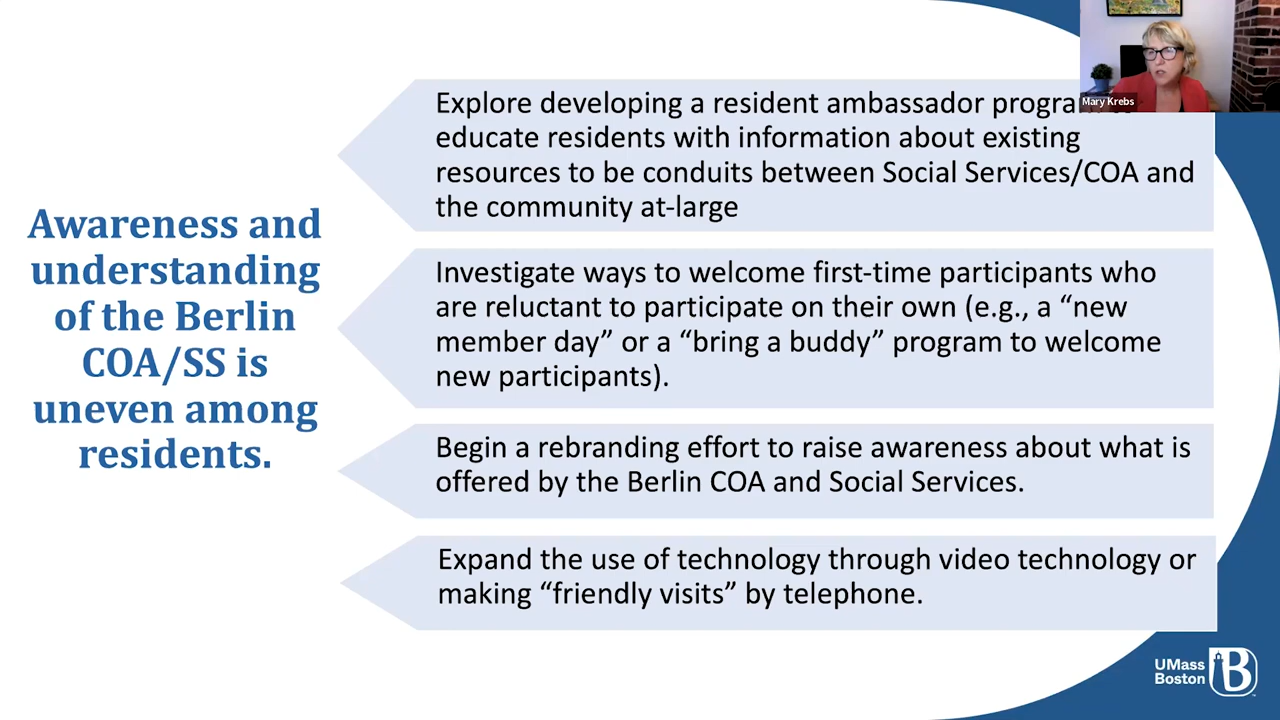 Awareness and
understanding
of the Berlin
COA/SS is
uneven among
residents.
Explore developing a resident ambassador
educate residents with information about existing
resources to be conduits between Social Services/COA and
the community at-large
Investigate ways to welcome first-time participants who
are reluctant to participate on their own (e.g., a “new
member day” or a “bring a buddy” program to welcome
new participants).
Begin a rebranding effort to raise awareness about what is
offered by the Berlin COA and Social Services.
Expand the use of technology through video technology or
making “friendly visits” by telephone.
Mary Krebs
UMass
Boston
B